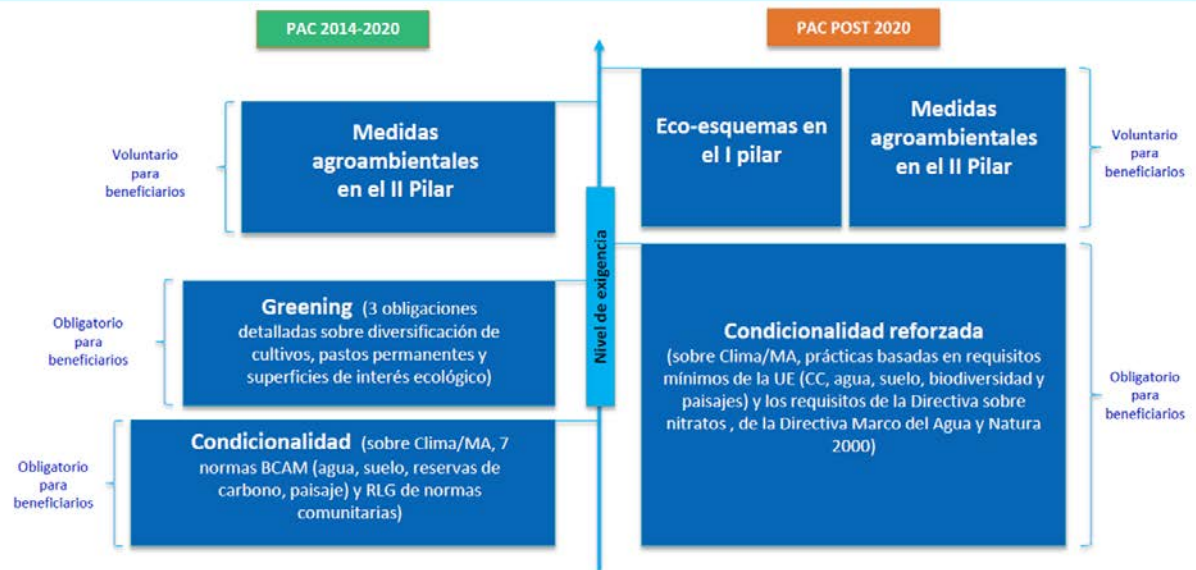 PAC 2014-2020
PAC POST 2020
Voluntario
para
beneficiarios
Medidas
agroambientales
en el II Pilar
Eco-esquemas en
el I pilar
Medidas
agroambientales
en el II Pilar
Voluntario
para
beneficiarios
Nivel de exigencia
Obligatorio
para
beneficiarios
Greening (3 obligaciones
detalladas sobre diversificación de
cultivos, pastos permanentes y
superficies de interés ecológico)
Obligatorio
para
beneficiarios
Condicionalidad (sobre Clima/MA, 7
normas BCAM (agua, suelo, reservas de
carbono, paisaje) y RLG de normas
comunitarias)
Condicionalidad reforzada
(sobre Clima/MA, prácticas basadas en requisitos
mínimos de la UE (CC, agua, suelo, biodiversidad y
paisajes) y los requisitos de la Directiva sobre
nitratos , de la Directiva Marco del Agua y Natura
2000)
Obligatorio
para
beneficiarios